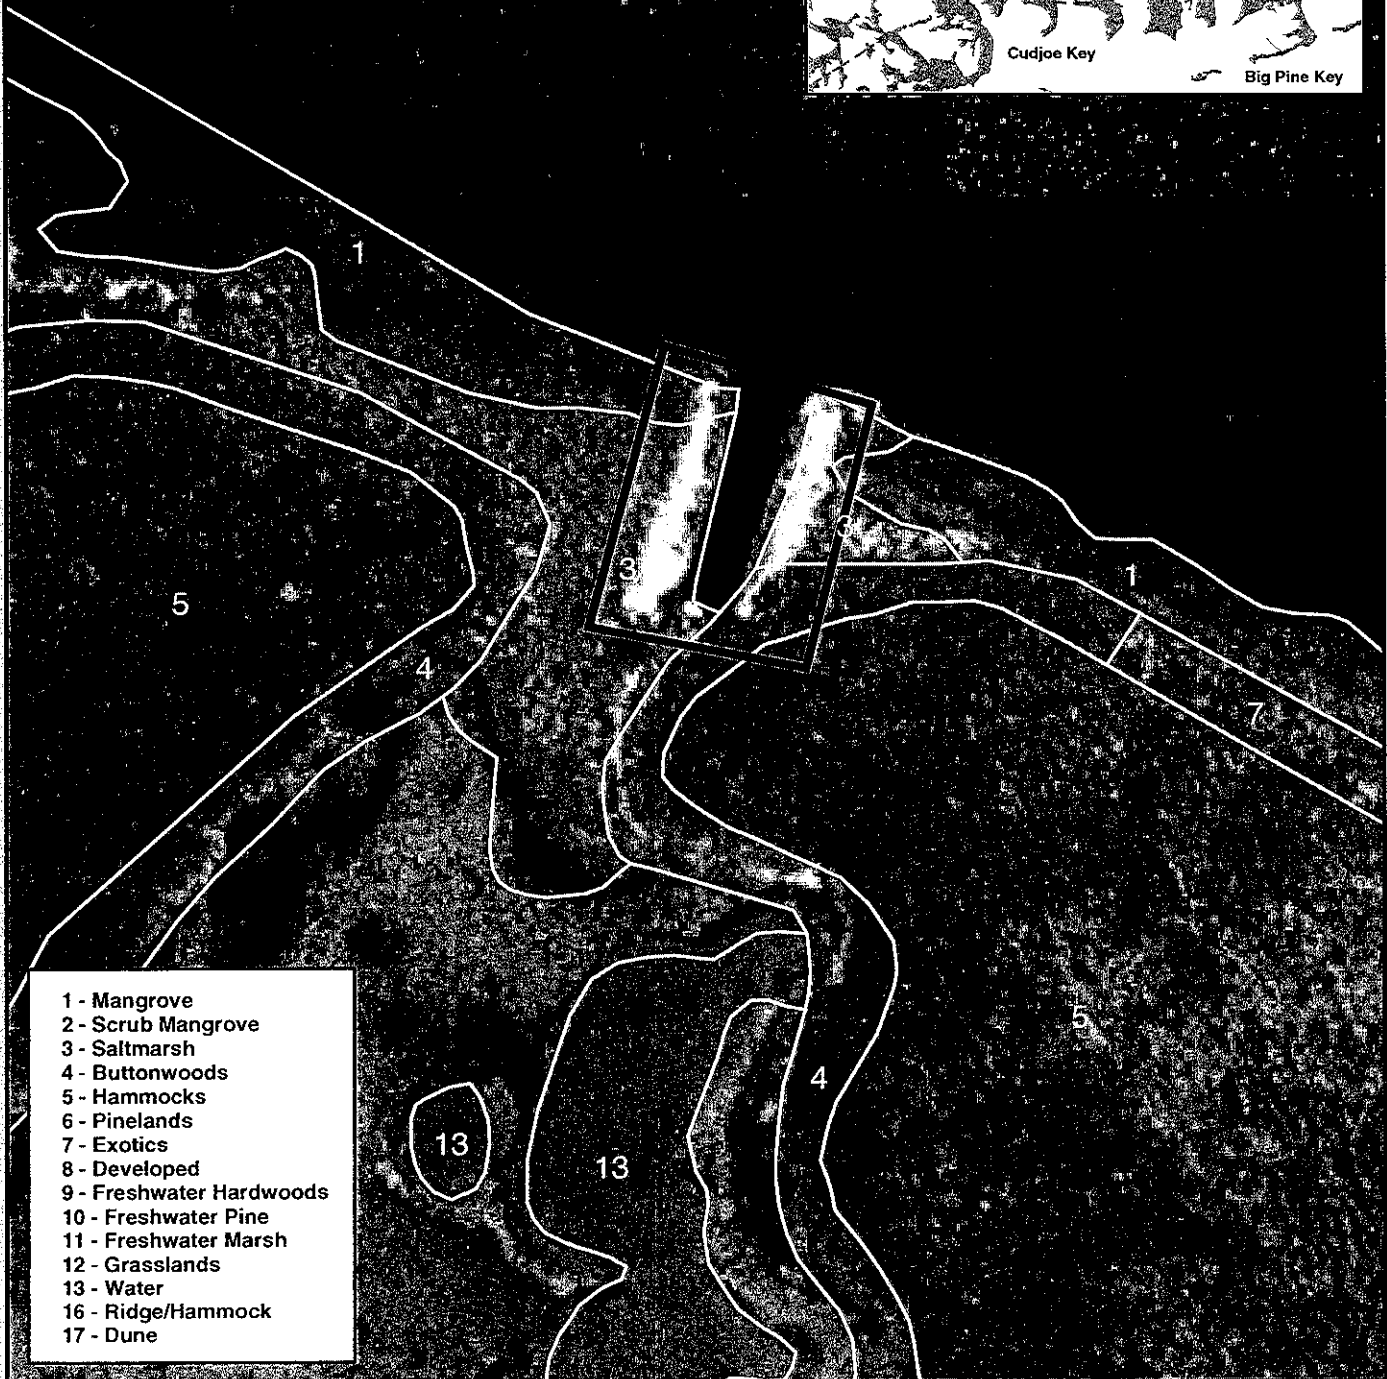 Cudjoe Key
Big Pine Key
1
3
3
1
5
4
7
5
4
13
13
1 - Mangrove
2 - Scrub Mangrove
3 - Saltmarsh
4 - Buttonwoods
5 - Hammocks
6 - Pinelands
7 - Exotics
8 - Developed
9 - Freshwater Hardwoods
10 - Freshwater Pine
11 - Freshwater Marsh
12 - Grasslands
13 - Water
16 - Ridge/Hammock
17 - Dune